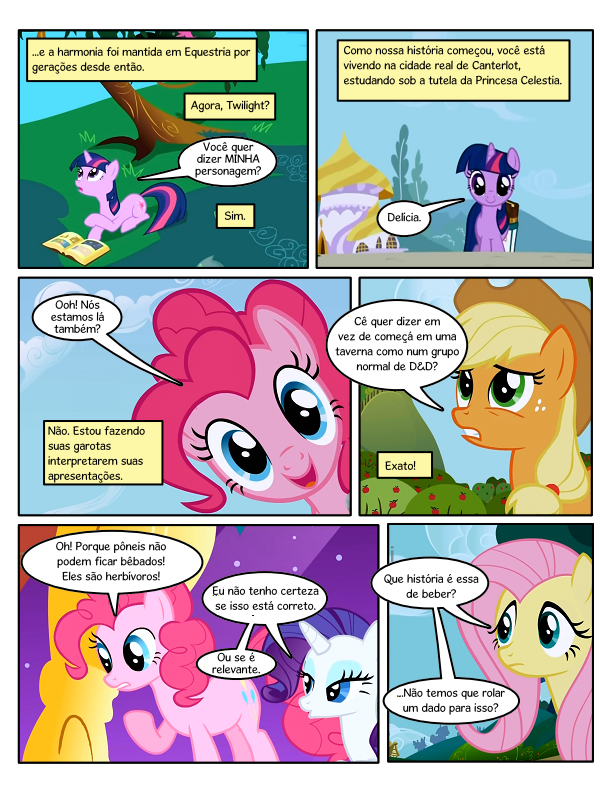 ...e a harmonia foi mantida em Equestria por
gerações desde então.
Agora, Twilight?
Você quer
dizer MINHA
personagem?
Sim.
Como nossa história começou, você está
vivendo na cidade real de Canterlot,
estudando sob a tutela da Princesa Celestia.
Delícia.
Ooh! Nós
estamos lá
também?
Não. Estou fazendo
suas garotas
interpretarem suas
apresentações.
Cê quer dizer em
vez de começá em uma
taverna como num grupo
normal de D&D?
Exato!
Oh! Porque pôneis não
podem ficar bêbados!
Eles são herbívoros!
Eu não tenho certeza
se isso está correto.
Ou se é
relevante.
Que história é essa
de beber?
...Não temos que rolar
um dado para isso?